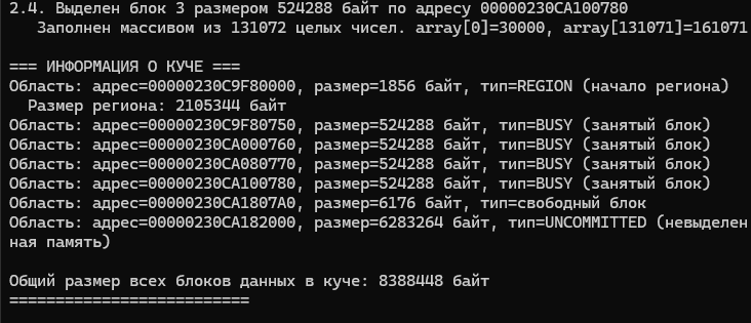 2.4. Выделен блок 3 размером 524288 байт по адресу 00000230CA100780
Заполнен массивом из 131072 целых чисел. array[0]=30000, array[131071]=161071
=== ИНФОРМАЦИЯ О КУЧЕ ===
Область: адрес=00000230C9F80000, размер=1856 байт, тип=REGION (начало региона)
Размер региона: 2105344 байт
Область: адрес=00000230C9F80750, размер=524288 байт, тип=BUSY (занятый блок)
Область: адрес=00000230CA000760, размер=524288 байт, тип=BUSY (занятый блок)
Область: адрес=00000230CA080770, размер=524288 байт, тип=BUSY (занятый блок)
Область: адрес=00000230CA100780, размер=524288 байт, тип=BUSY (занятый блок)
Область: адрес=00000230CA1807A0, размер=6176 байт, тип=свободный блок
Область: адрес=00000230CA182000, размер=6283264 байт, тип=UNCOMMITTED (невыделен
ная память)
Общий размер всех блоков данных в куче: 8388448 байт
==========================